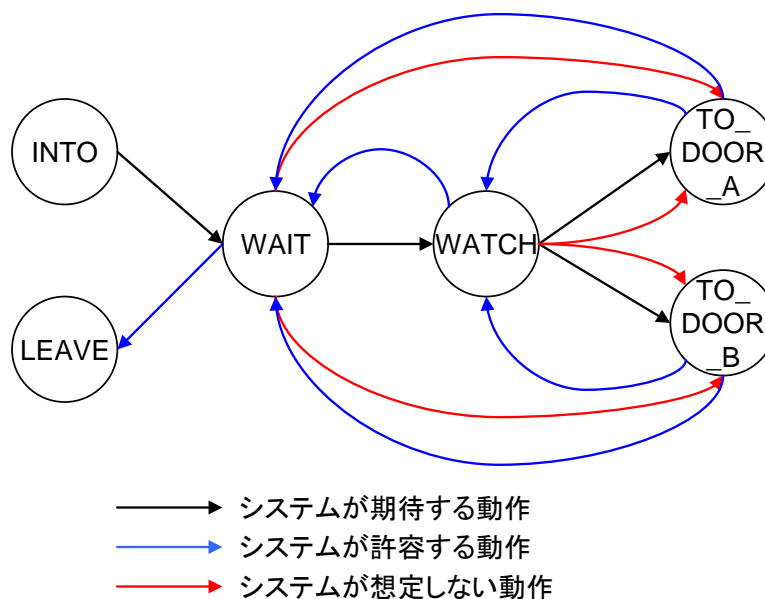 INTO
TO_
DOOR
_A
WAIT
WATCH
LEAVE
TO_
DOOR
_B
システムが期待する動作
システムが許容する動作
システムが想定しない動作